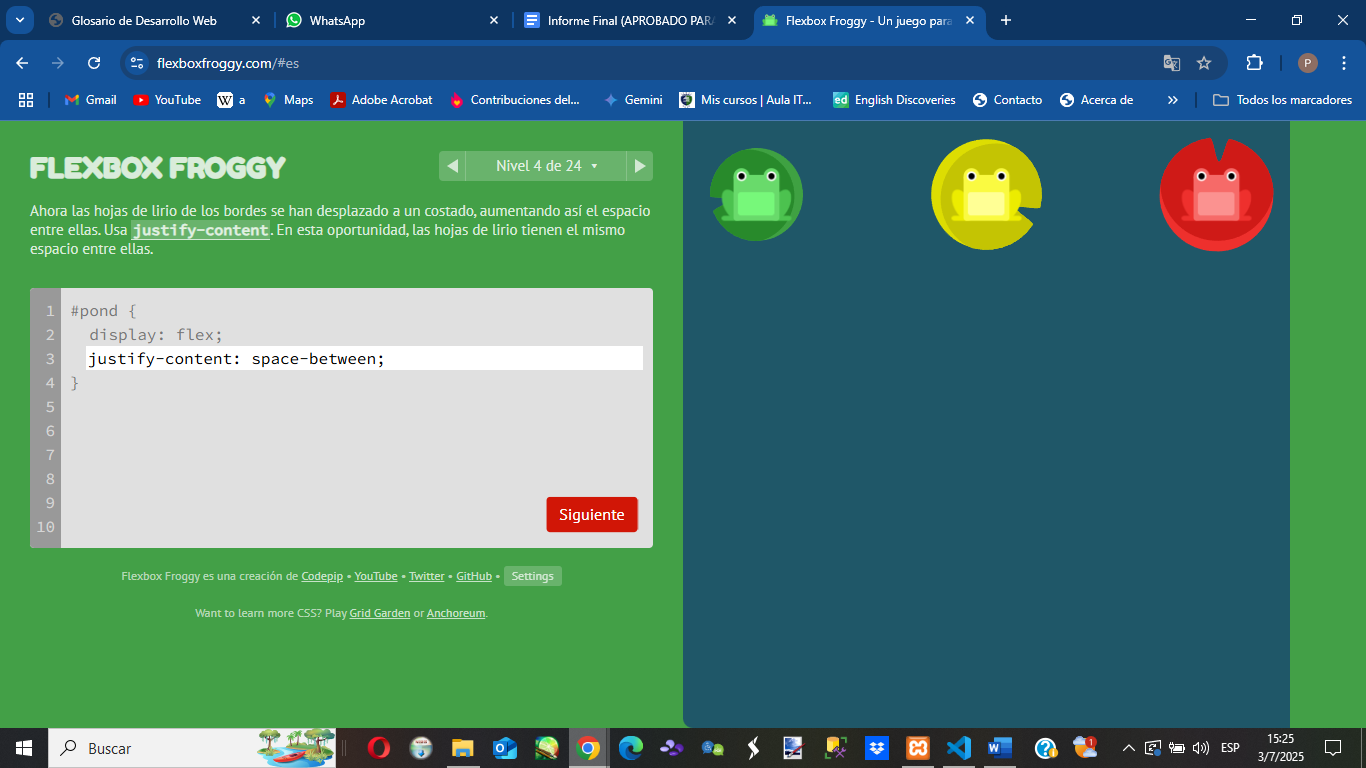 Glosario de Desarrollo Web
WhatsApp
Informe Final (APROBADO PARA
Flexbox Froggy - Un juego para
flexboxfroggy.com/#es
P
Gmail
YouTube
W a
Maps
Adobe Acrobat
Contribuciones del...
Gemini
Mis cursos | Aula IT...
ed English Discoveries
Contacto
Acerca de
Todos los marcadores
FLEXBOX FROGGY
Nivel 4 de 24
Ahora las hojas de lirio de los bordes se han desplazado a un costado, aumentando así el espacio
entre ellas. Usa justify-content. En esta oportunidad, las hojas de lirio tienen el mismo
espacio entre ellas.
1 #pond {
2 display: flex;
3 justify-content: space-between;
4 }
5
6
7
8
9
10
Siguiente
Flexbox Froggy es una creación de Codepip • YouTube • Twitter • GitHub • Settings
Want to learn more CSS? Play Grid Garden or Anchoreum.
Buscar
1
ESP
15:25
3/7/2025